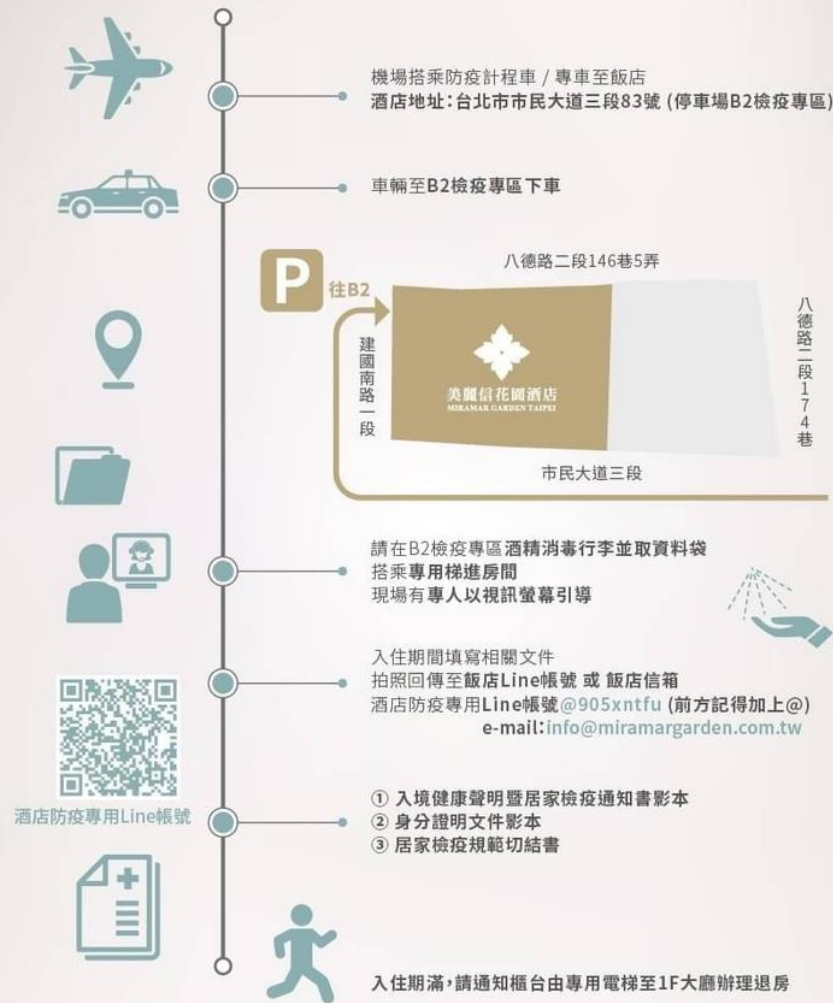 機場搭乘防疫計程車 / 專車至飯店
酒店地址:台北市市民大道三段83號 (停車場B2檢疫專區)
車輛至B2檢疫專區下車
八德路二段146巷5弄
P
往B2
建國南路一段
八德路二段174巷
美麗信花園酒店
MIRAMAR GARDEN TAIPEI
市民大道三段
請在B2檢疫專區酒精消毒行李並取資料袋
搭乘專用梯進房間
現場有專人以視訊螢幕引導
入住期間填寫相關文件
拍照回傳至飯店Line帳號 或 飯店信箱
酒店防疫專用Line帳號@905xntfu (前方記得加上@)
e-mail:info@miramargarden.com.tw
酒店防疫專用Line帳號
① 入境健康聲明暨居家檢疫通知書影本
② 身分證明文件影本
③ 居家檢疫規範切結書
入住期滿,請通知櫃台由專用電梯至1F大廳辦理退房